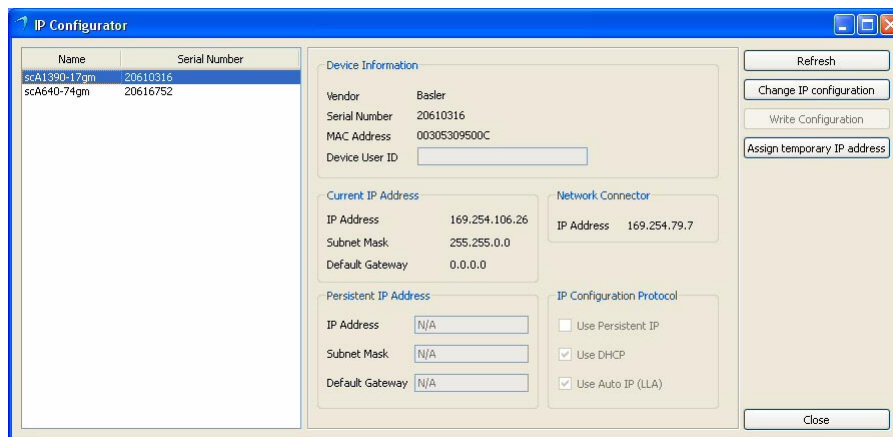 IP Configurator
Name Serial Number
scA1390-17gm 20610316
scA640-74gm 20616752
Device Information
Vendor Basler
Serial Number 20610316
MAC Address 00305309500C
Device User ID
Current IP Address
IP Address 169.254.106.26
Subnet Mask 255.255.0.0
Default Gateway 0.0.0.0
Network Connector
IP Address 169.254.79.7
Persistent IP Address
IP Address N/A
Subnet Mask N/A
Default Gateway N/A
IP Configuration Protocol
Use Persistent IP
Use DHCP
Use Auto IP (LLA)
Refresh
Change IP configuration
Write Configuration
Assign temporary IP address
Close